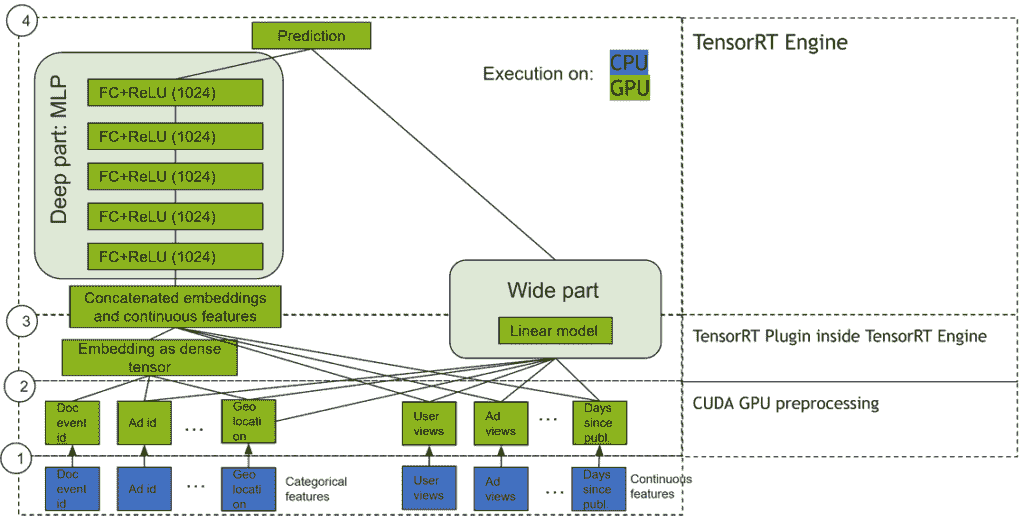 4
Prediction
TensorRT Engine
Execution on:
CPU
GPU
Deep part: MLP
FC+ReLU (1024)
FC+ReLU (1024)
FC+ReLU (1024)
FC+ReLU (1024)
FC+ReLU (1024)
Wide part
Linear model
Concatenated embeddings
and continuous features
3
TensorRT Plugin inside TensorRT Engine
Embedding as dense
tensor
2
CUDA GPU preprocessing
Doc
event
id
Ad id
...
Geo
locati
on
User
views
Ad
views
...
Days
since
publ.
1
Doc
event
id
Ad id
...
Geo
locati
on
Categorical
features
User
views
Ad
views
...
Days
since
publ.
Continuous
features